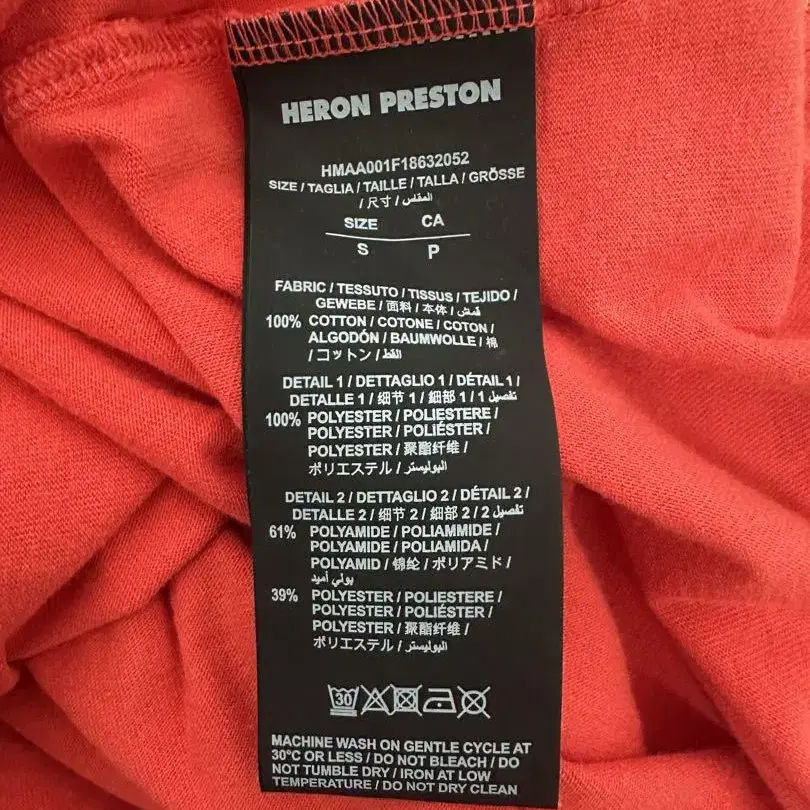 HERON PRESTON
HMAA001F18632052
SIZE / TAGLIA / TAILLE / TALLA / GRÖSSE
/ 尺寸 / المقاس
SIZE CA
S P
FABRIC / TESSUTO / TISSUS / TEJIDO /
GEWEBE / 面料 / 本体 / قمش
100% COTTON / COTONE / COTON /
ALGODÓN / BAUMWOLLE / 棉
/ コットン / القط
DETAIL 1 / DETTAGLIO 1 / DÉTAIL 1 /
DETALLE 1 / 细节 1 / 細部 1 / 1 تفصيل
100% POLYESTER / POLIESTERE /
POLYESTER / POLIÉSTER /
POLYESTER / 聚酯纤维 /
ポリエステル / البوليستر
DETAIL 2 / DETTAGLIO 2 / DÉTAIL 2 /
DETALLE 2 / 细节 2 / 細部 2 / 2 تفصيل
61% POLYAMIDE / POLIAMMIDE /
POLYAMIDE / POLIAMIDA /
POLYAMID / 锦纶 / ポリアミド /
بولي أميد
39% POLYESTER / POLIESTERE /
POLYESTER / POLIÉSTER /
POLYESTER / 聚酯纤维 /
ポリエステル / البوليستر
30
MACHINE WASH ON GENTLE CYCLE AT
30°C OR LESS / DO NOT BLEACH / DO
NOT TUMBLE DRY / IRON AT LOW
TEMPERATURE / DO NOT DRY CLEAN